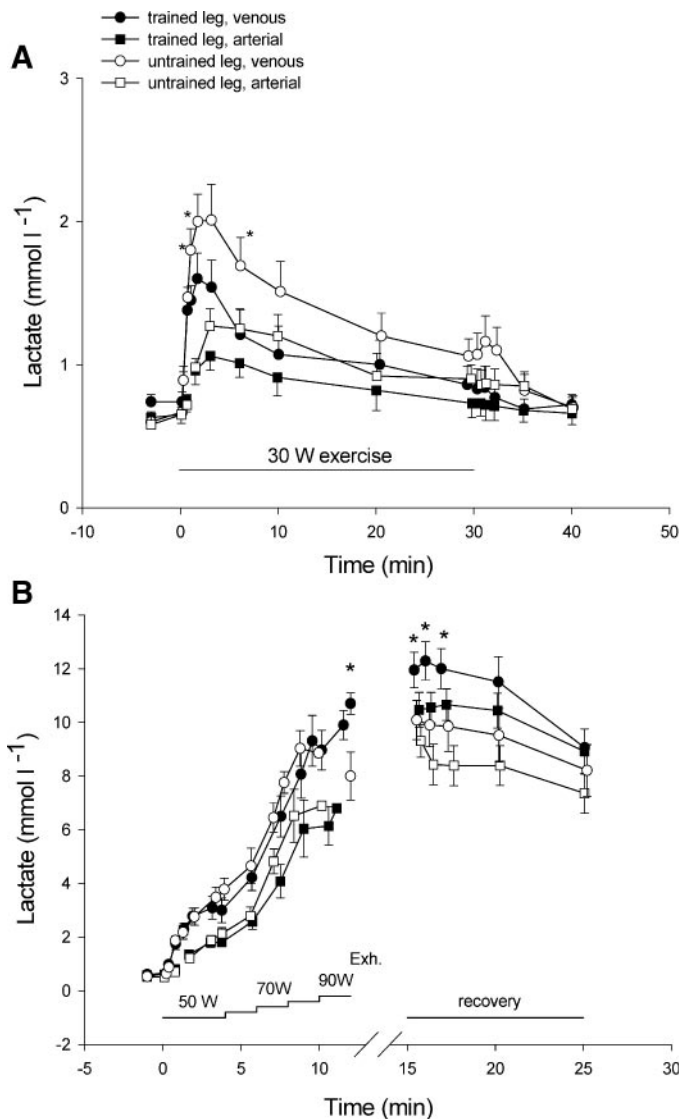 trained leg, venous
trained leg, arterial
untrained leg, venous
untrained leg, arterial
A
3
2
1
0
Lactate (mmol l -1)
* *
*
30 W exercise
-10 0 10 20 30 40 50
Time (min)
B
14
12
10
8
6
4
2
0
-2
Lactate (mmol l -1)
*
* * *
Exh.
50 W 70W 90W
recovery
-5 0 5 10 15 20 25 30
Time (min)